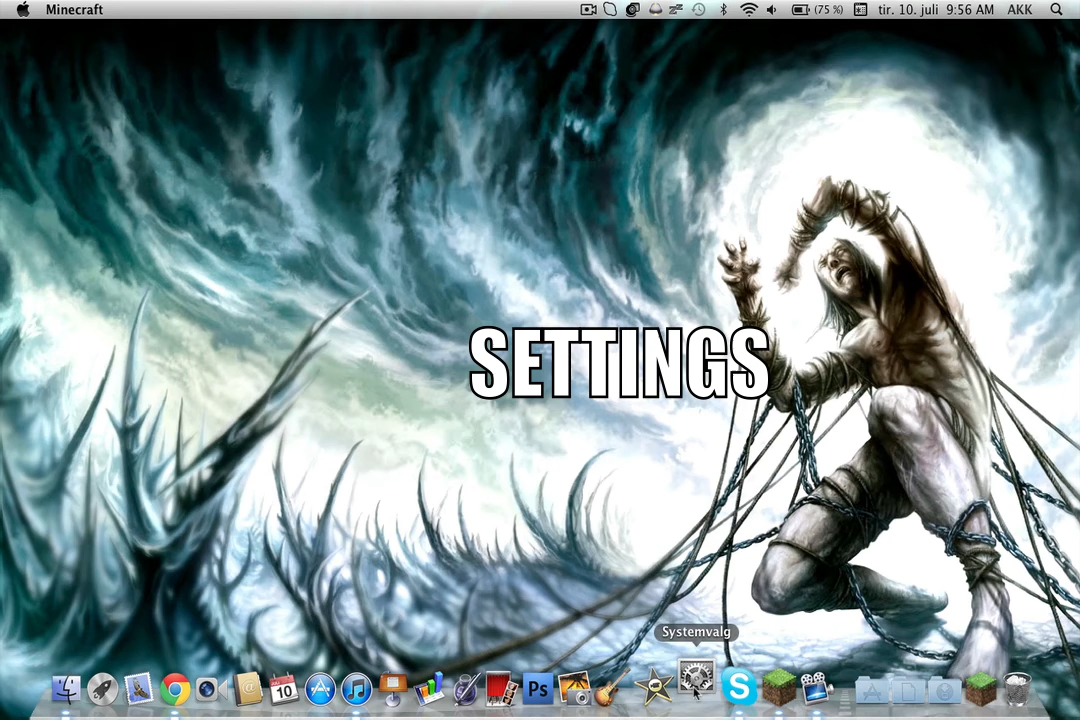 Minecraft
(75 %)
tir. 10. juli 9:56 AM AKK
SETTINGS
Systemvalg
10
Ps